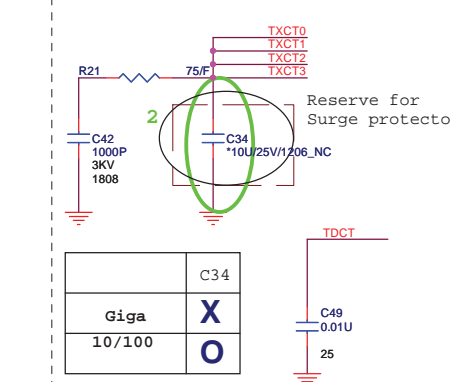 TXCT0
TXCT1
TXCT2
TXCT3
R21
75/F
Reserve for
Surge protecto
2
C42
1000P
3KV
1808
C34
*10U/25V/1206_NC
TDCT
C34
Giga
X
10/100
O
C49
0.01U
25